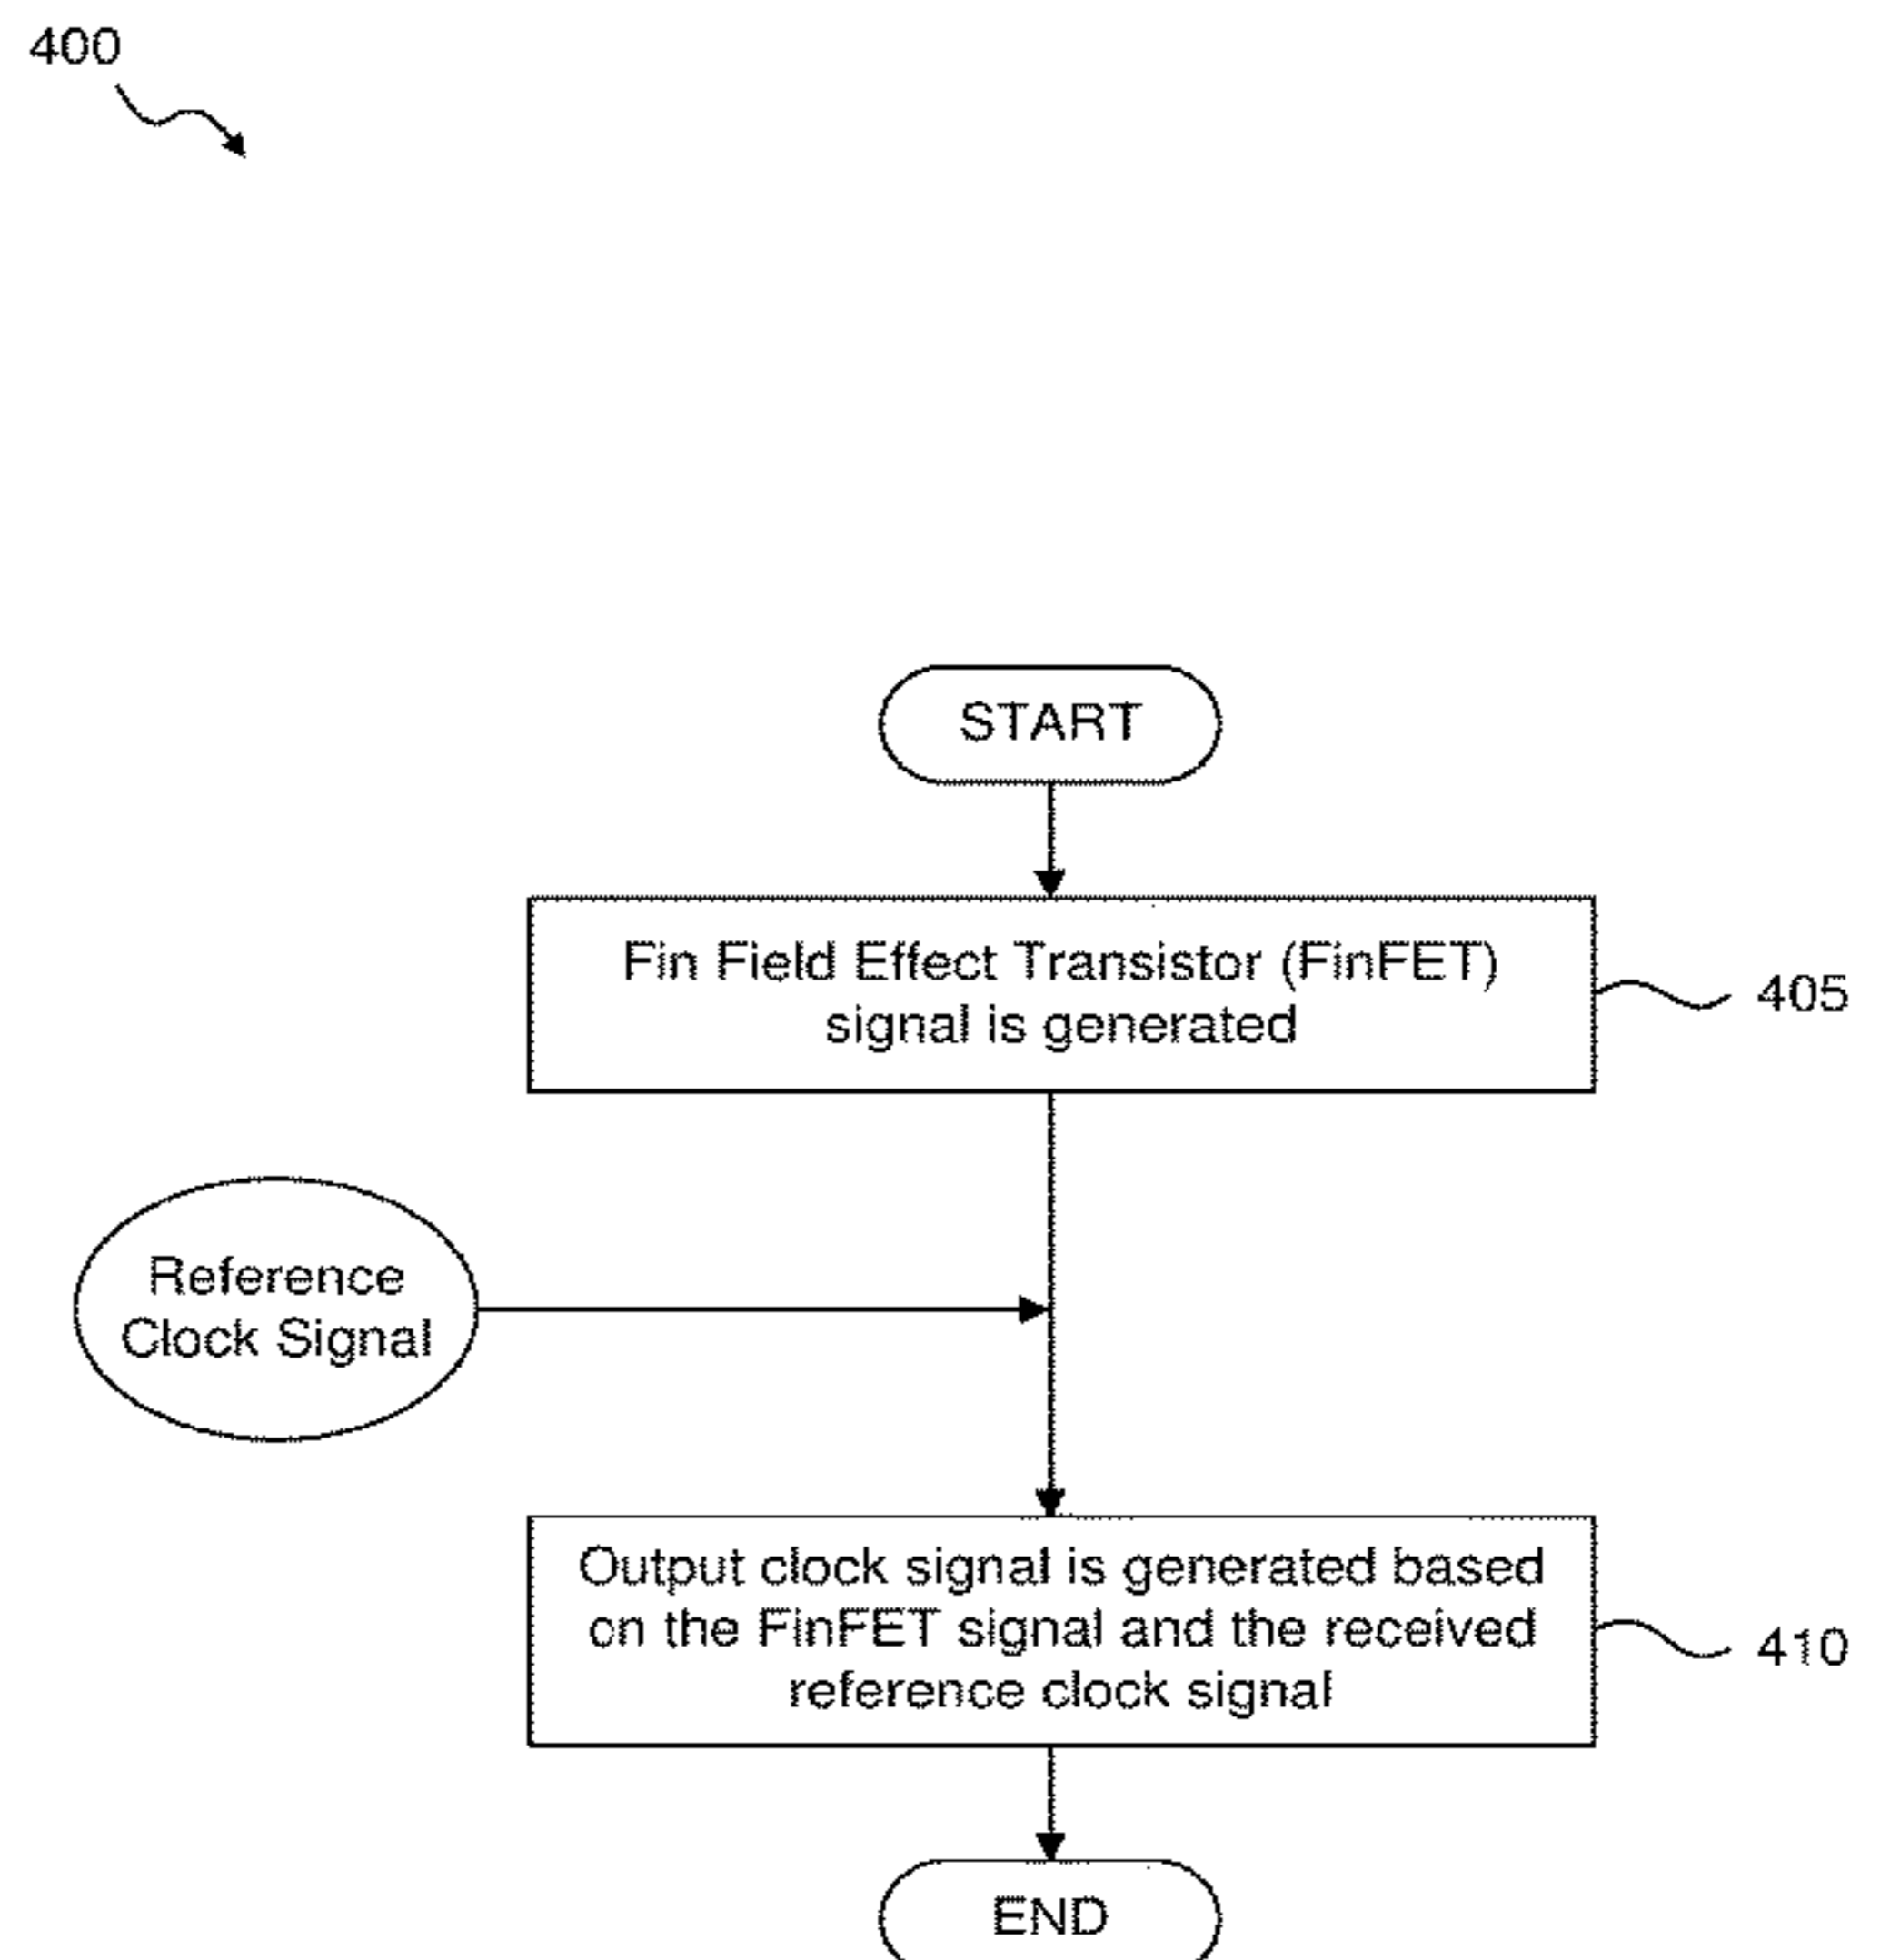 400
START
Fin Field Effect Transistor (FinFET)
signal is generated
405
Reference
Clock Signal
Output clock signal is generated based
on the FinFET signal and the received
reference clock signal
410
END